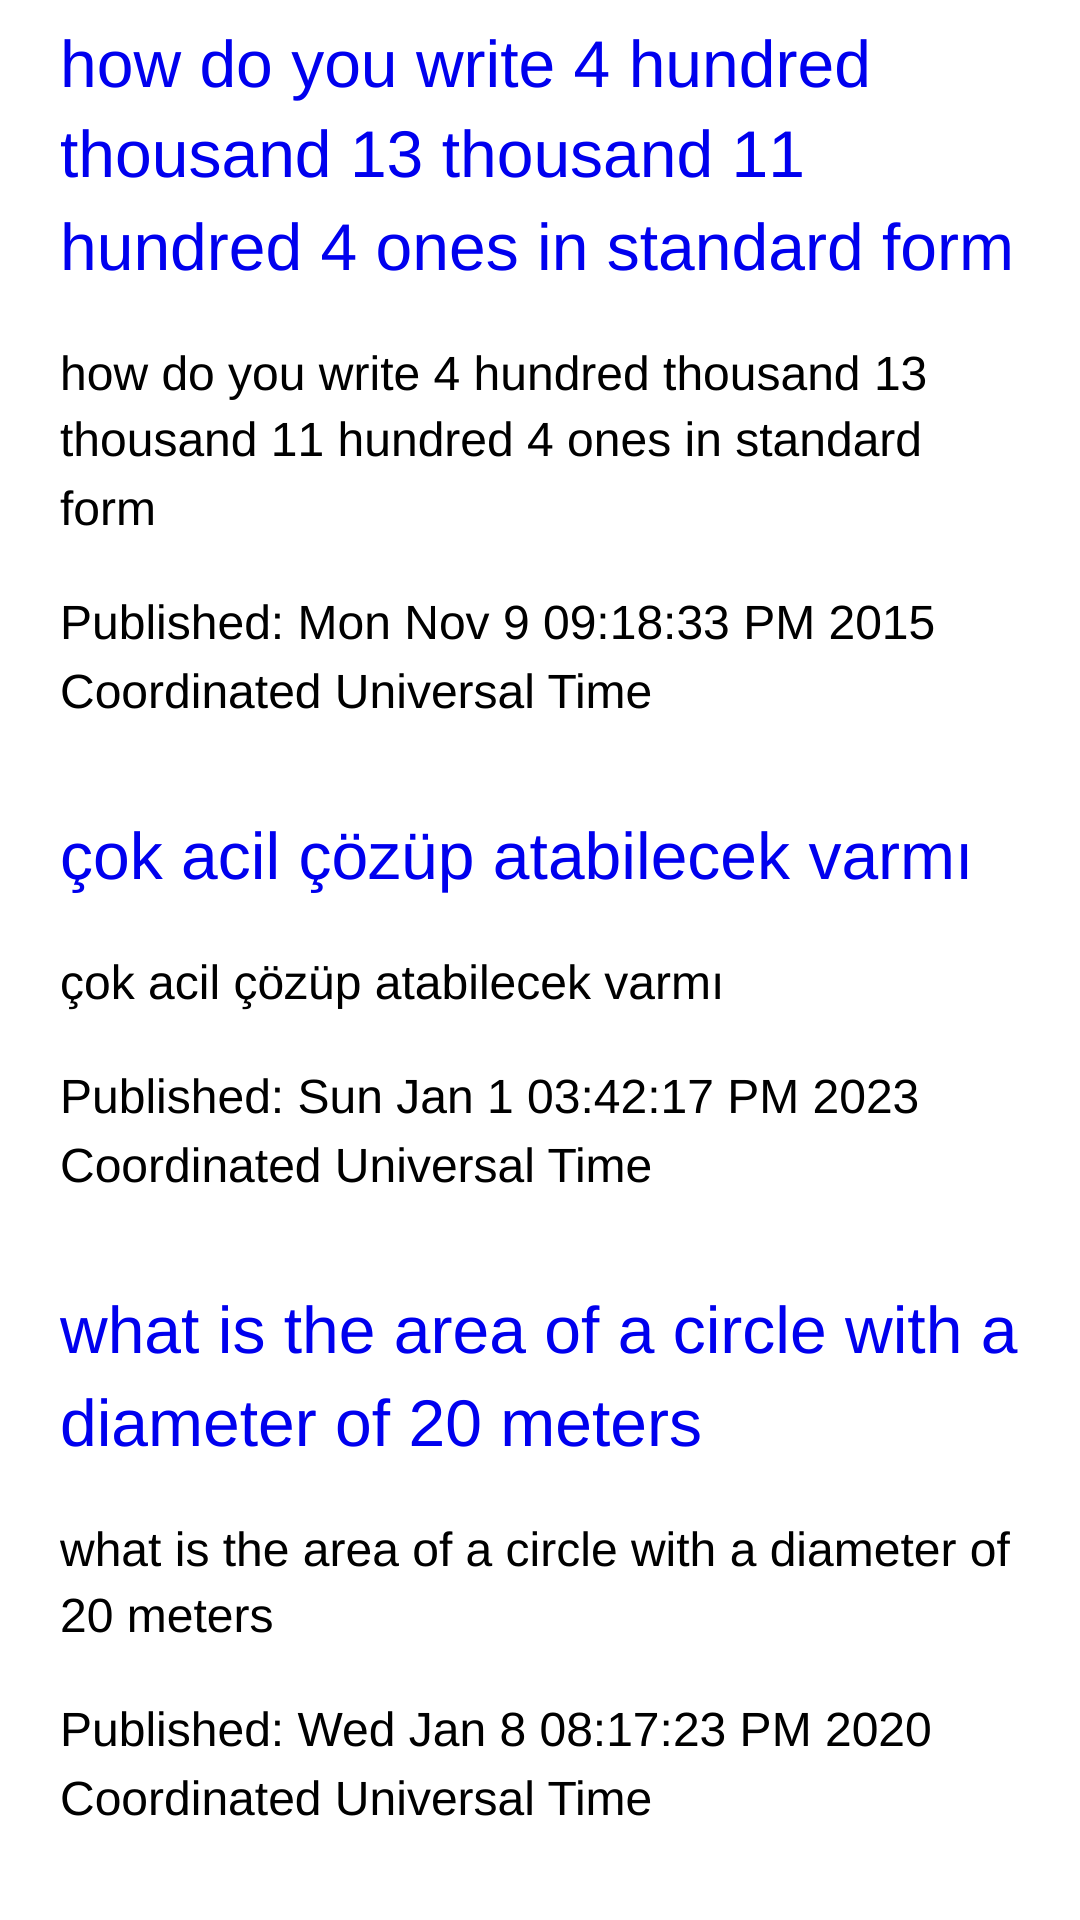 how do you write 4 hundred
thousand 13 thousand 11
hundred 4 ones in standard form
how do you write 4 hundred thousand 13
thousand 11 hundred 4 ones in standard
form
Published: Mon Nov 9 09:18:33 PM 2015
Coordinated Universal Time
çok acil çözüp atabilecek varmı
çok acil çözüp atabilecek varmı
Published: Sun Jan 1 03:42:17 PM 2023
Coordinated Universal Time
what is the area of a circle with a
diameter of 20 meters
what is the area of a circle with a diameter of
20 meters
Published: Wed Jan 8 08:17:23 PM 2020
Coordinated Universal Time